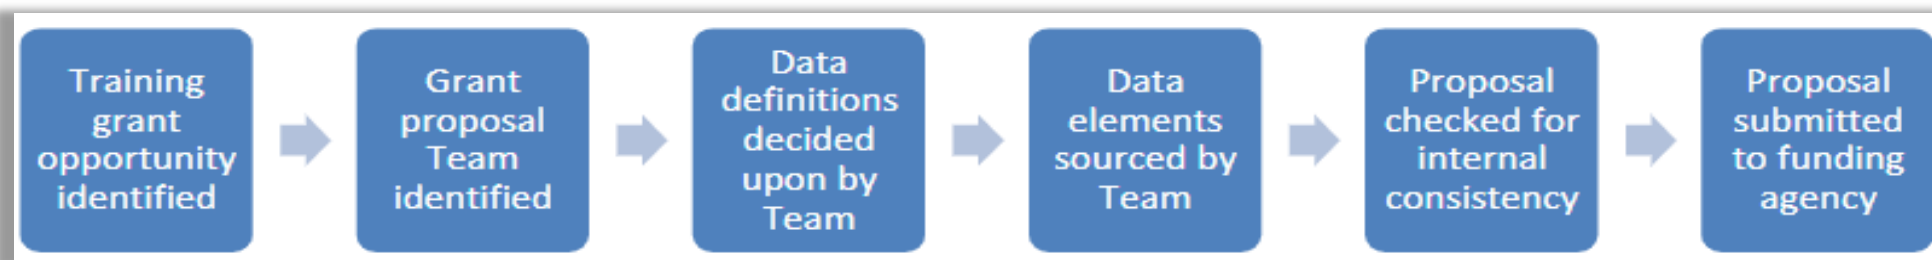 Training
grant
opportunity
identified
Grant
proposal
Team
identified
Data
definitions
decided
upon by
Team
Data
elements
sourced by
Team
Proposal
checked for
internal
consistency
Proposal
submitted
to funding
agency